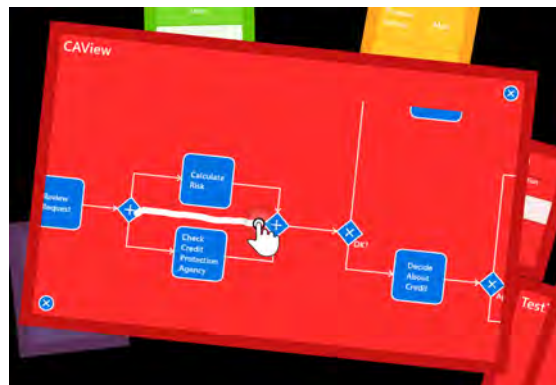 CAView
Calculate
Risk
Review
Request
Check
Credit
Protection
Agency
OK?
Decide
About
Credit
Test